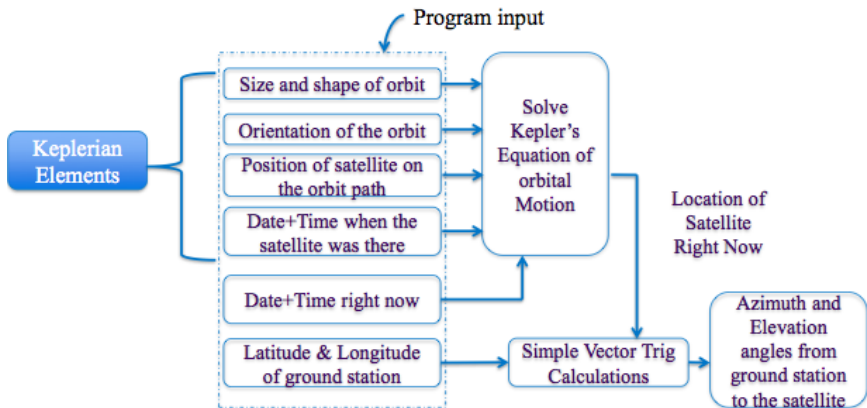 Program input
Keplerian
Elements
Size and shape of orbit
Orientation of the orbit
Position of satellite on
the orbit path
Date+Time when the
satellite was there
Date+Time right now
Latitude & Longitude
of ground station
Solve
Kepler's
Equation of
orbital
Motion
Location of
Satellite
Right Now
Simple Vector Trig
Calculations
Azimuth and
Elevation
angles from
ground station
to the satellite